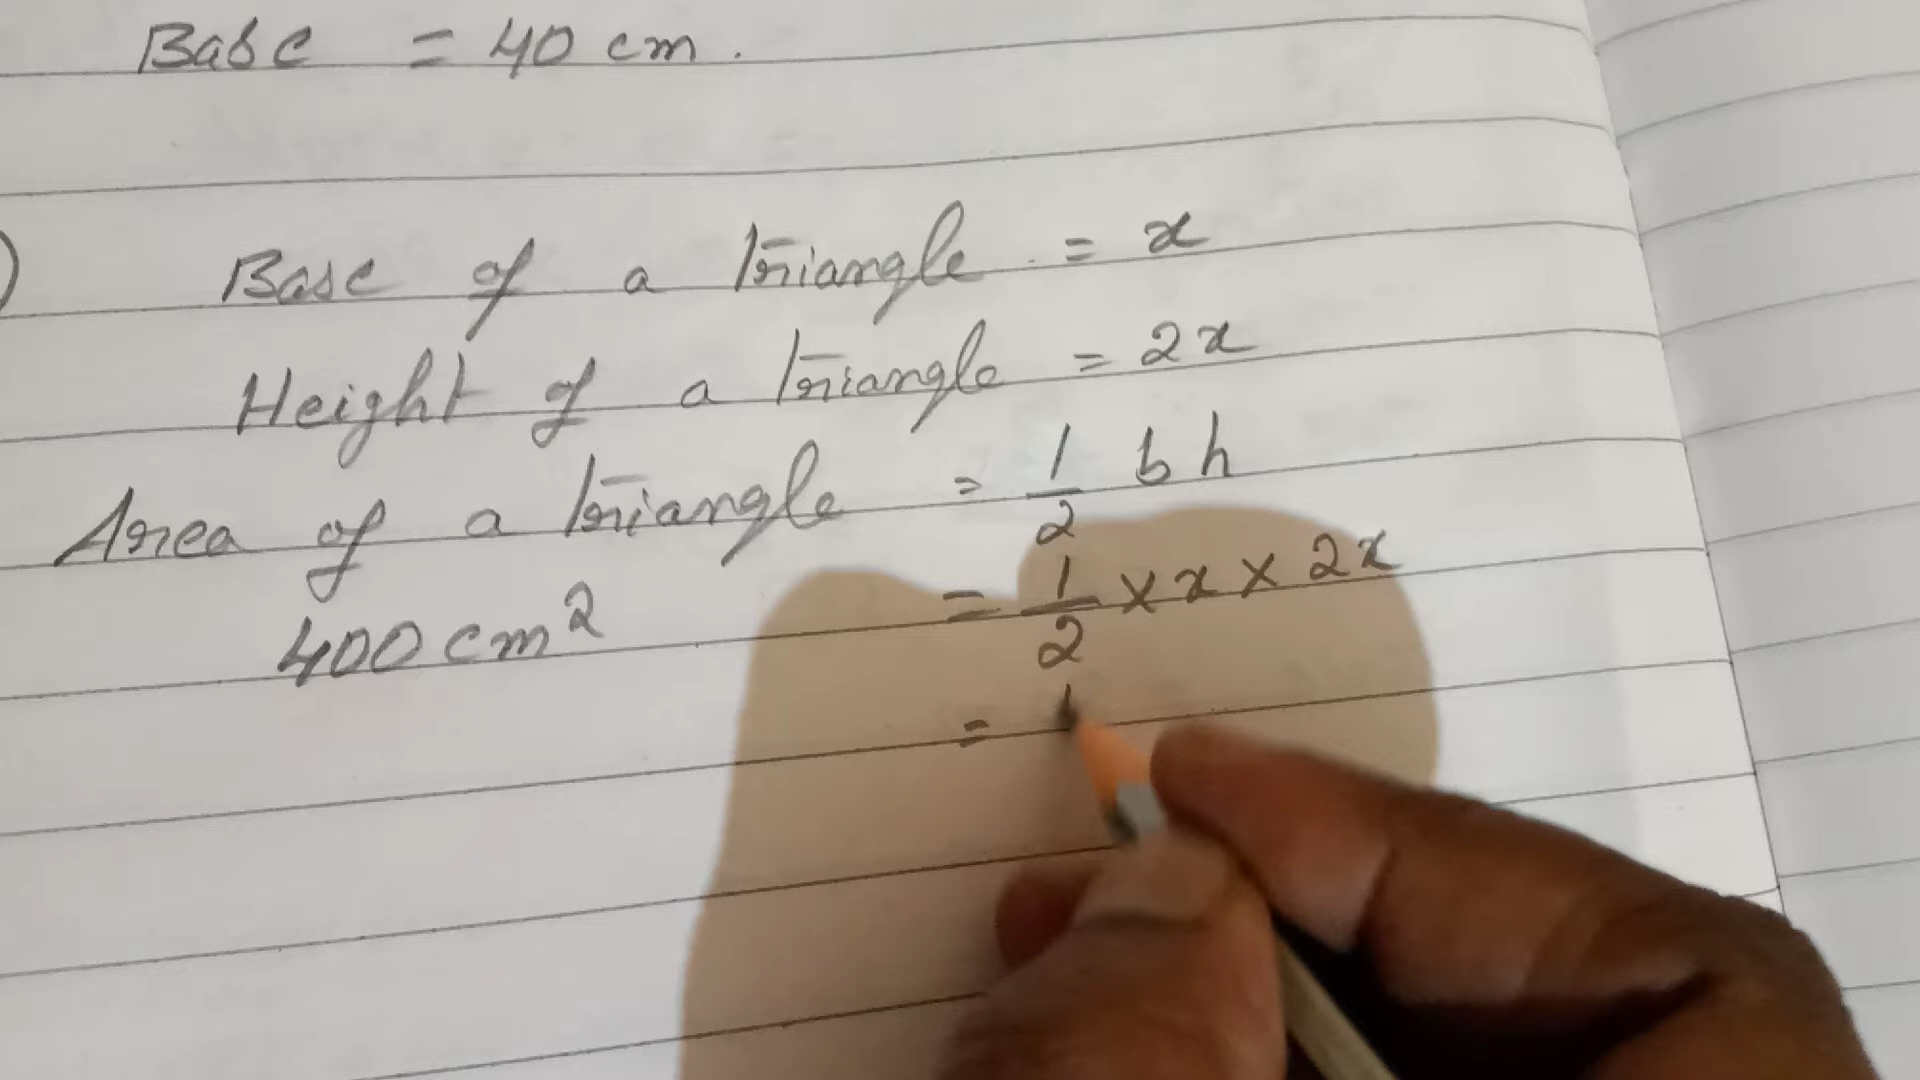 Base = 40 cm.
) Base of a triangle = x
Height of a triangle = 2x
Area of a triangle = 1/2 b h
400 cm² = 1/2 × x × 2x
= 1